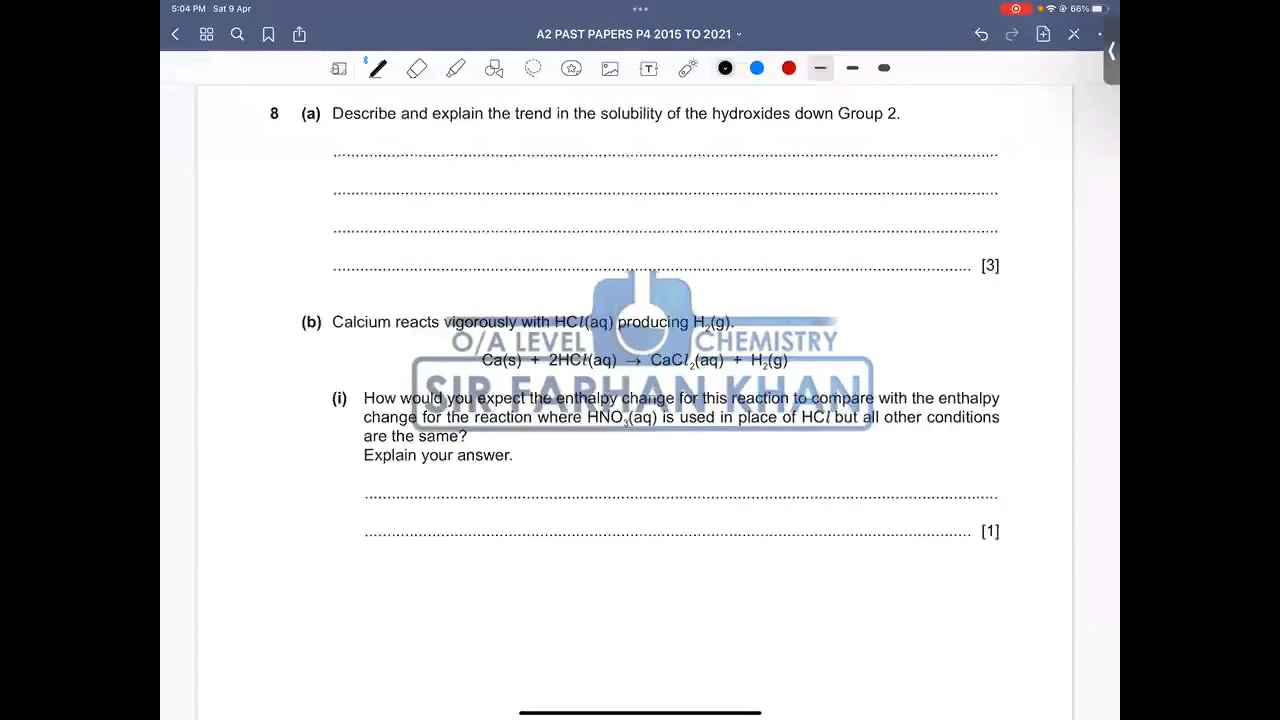 5:04 PM Sat 9 Apr
66%
A2 PAST PAPERS P4 2015 TO 2021
8 (a) Describe and explain the trend in the solubility of the hydroxides down Group 2.
[3]
(b) Calcium reacts vigorously with HCl(aq) producing H₂(g).
O/A LEVEL CHEMISTRY
Ca(s) + 2HCl(aq) → CaCl₂(aq) + H₂(g)
SIR FARHAN KHAN
(i) How would you expect the enthalpy change for this reaction to compare with the enthalpy
change for the reaction where HNO₃(aq) is used in place of HCl but all other conditions
are the same?
Explain your answer.
[1]